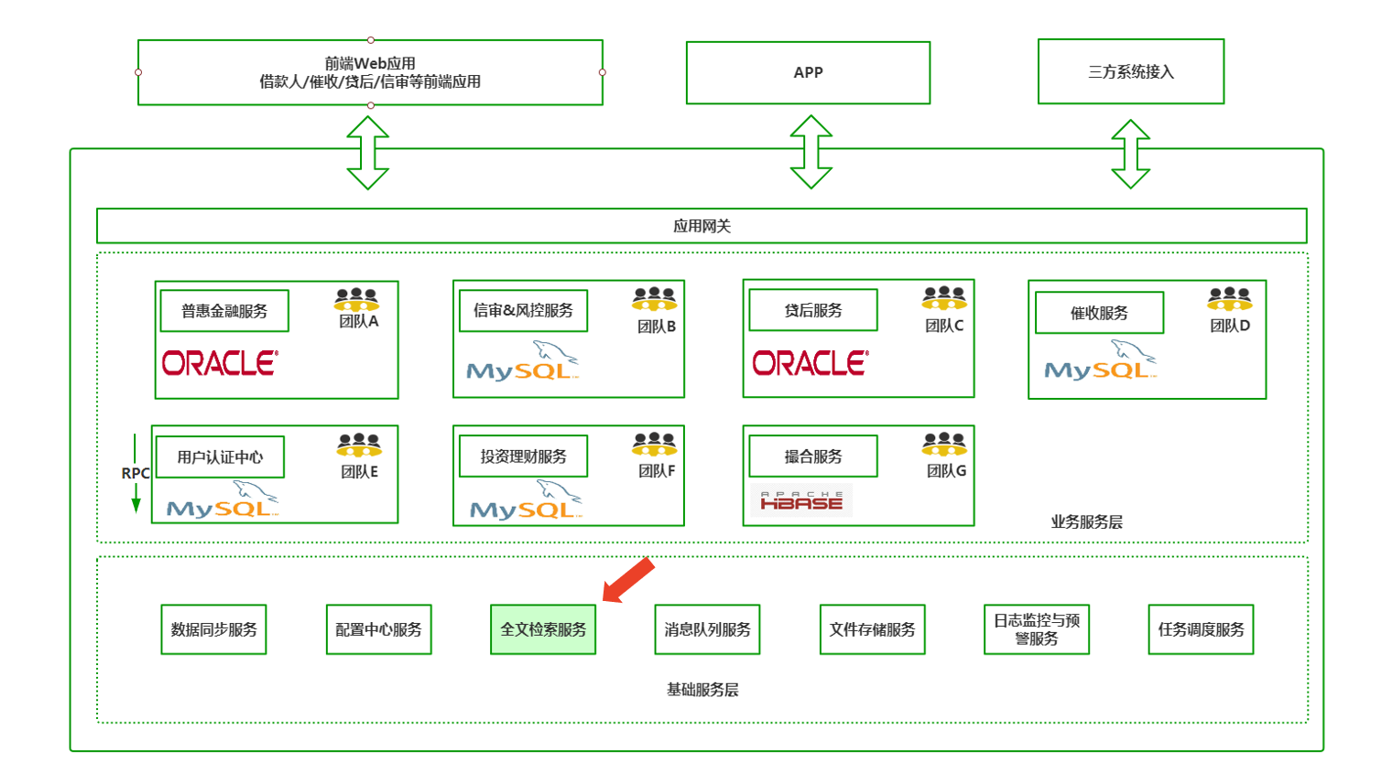 前端Web应用
借款人/催收/贷后/信审等前端应用
APP
三方系统接入
应用网关
普惠金融服务
团队A
ORACLE
信审&风控服务
团队B
MySQL
贷后服务
团队C
ORACLE
催收服务
团队D
MySQL
RPC
用户认证中心
团队E
MySQL
投资理财服务
团队F
MySQL
撮合服务
团队G
APACHE
HBASE
业务服务层
数据同步服务
配置中心服务
全文检索服务
消息队列服务
文件存储服务
日志监控与预
警服务
任务调度服务
基础服务层